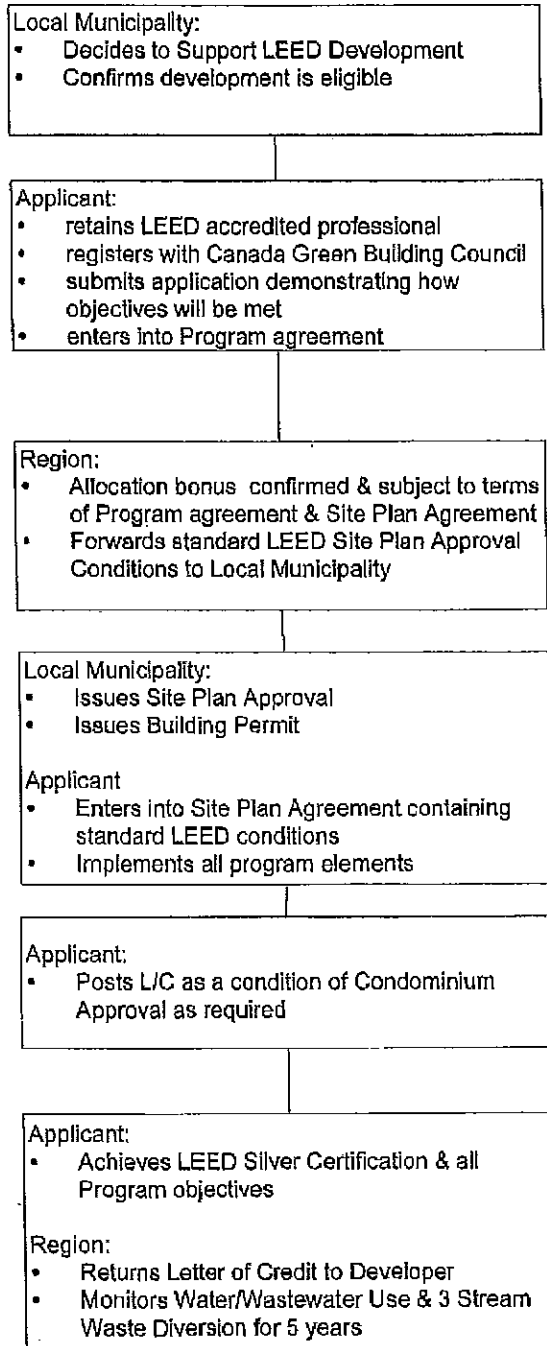 Local Municipality:
• Decides to Support LEED Development
• Confirms development is eligible
Applicant:
• retains LEED accredited professional
• registers with Canada Green Building Council
• submits application demonstrating how
objectives will be met
• enters into Program agreement
Region:
• Allocation bonus confirmed & subject to terms
of Program agreement & Site Plan Agreement
• Forwards standard LEED Site Plan Approval
Conditions to Local Municipality
Local Municipality:
• Issues Site Plan Approval
• Issues Building Permit
Applicant
• Enters into Site Plan Agreement containing
standard LEED conditions
• Implements all program elements
Applicant:
• Posts L/C as a condition of Condominium
Approval as required
Applicant:
• Achieves LEED Silver Certification & all
Program objectives
Region:
• Returns Letter of Credit to Developer
• Monitors Water/Wastewater Use & 3 Stream
Waste Diversion for 5 years